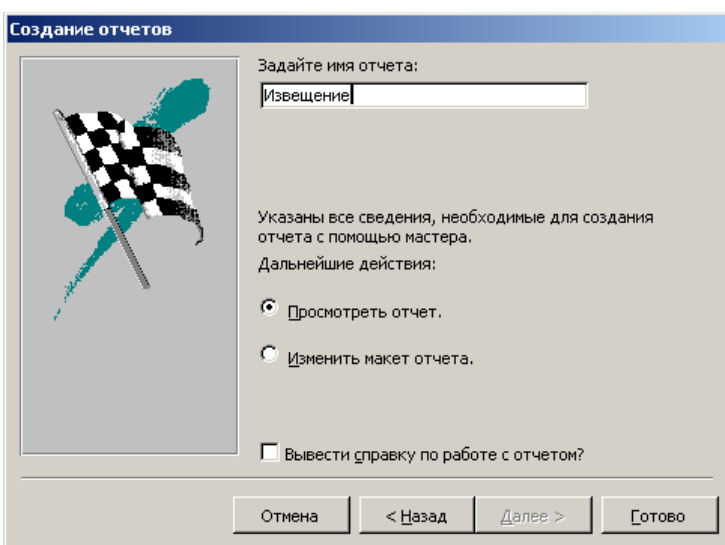 Создание отчетов
Задайте имя отчета:
Извещение
Указаны все сведения, необходимые для создания
отчета с помощью мастера.
Дальнейшие действия:
Просмотреть отчет.
Изменить макет отчета.
Вывести справку по работе с отчетом?
Отмена
< Назад
Далее >
Готово